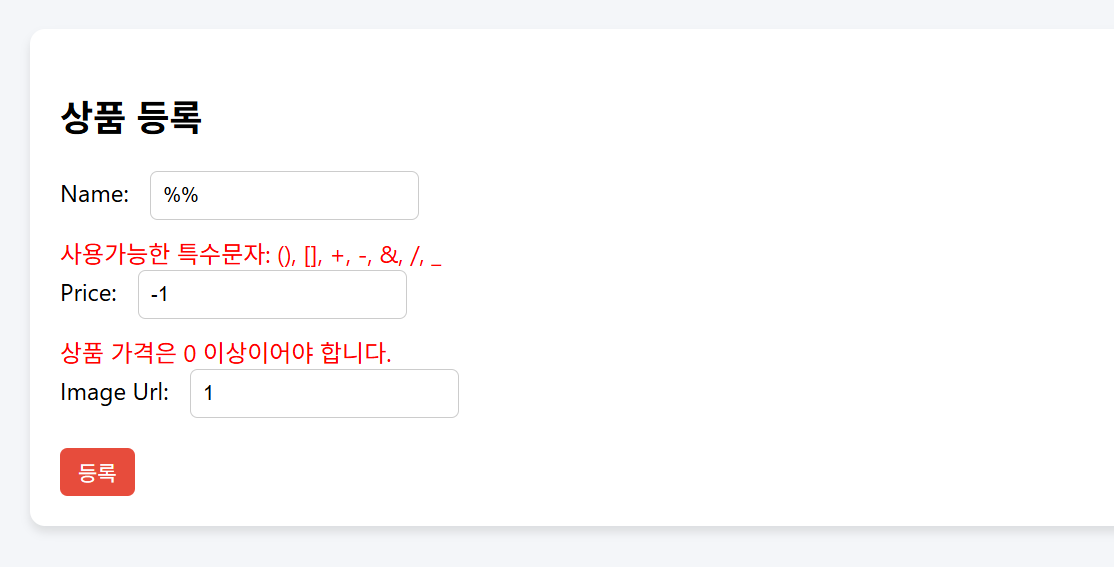 상품 등록
Name: %%
사용가능한 특수문자: (), [], +, -, &, /, _
Price: -1
상품 가격은 0 이상이어야 합니다.
Image Url: 1
등록